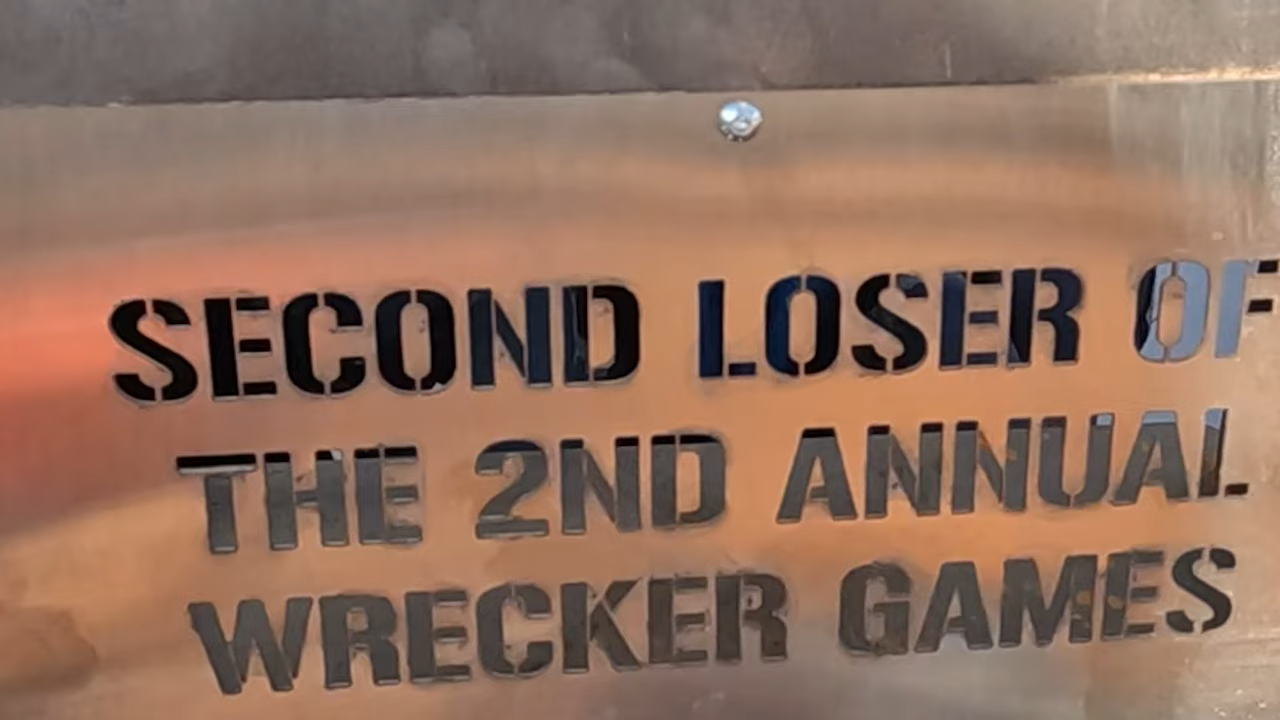 SECOND LOSER OF
THE 2ND ANNUAL
WRECKER GAMES